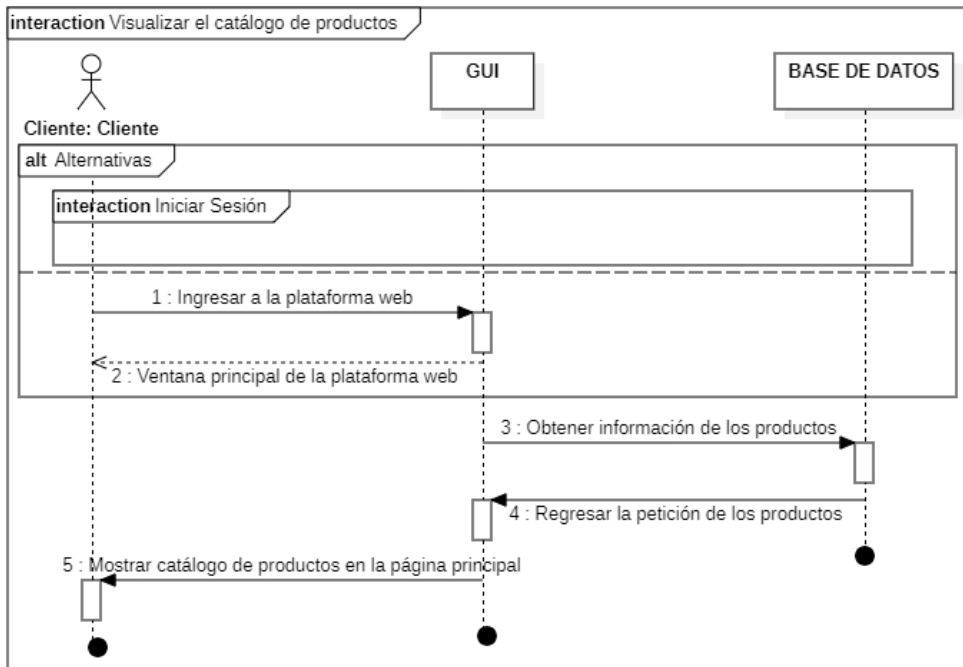 interaction Visualizar el catálogo de productos
GUI
BASE DE DATOS
Cliente: Cliente
alt Alternativas
interaction Iniciar Sesión
1 : Ingresar a la plataforma web
2 : Ventana principal de la plataforma web
3 : Obtener información de los productos
4 : Regresar la petición de los productos
5 : Mostrar catálogo de productos en la página principal